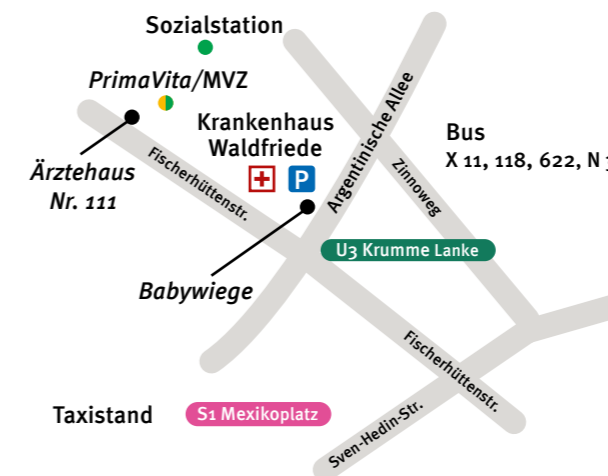 Sozialstation
PrimaVita/MVZ
Krankenhaus
Waldfriede
P
Ärztehaus
Nr. 111
Fischerhüttenstr.
Argentinische Allee
Zinnoweg
Bus
X 11, 118, 622, N
U3 Krumme Lanke
Babywiege
Fischerhüttenstr.
Taxistand
S1 Mexikoplatz
Sven-Hedin-Str.